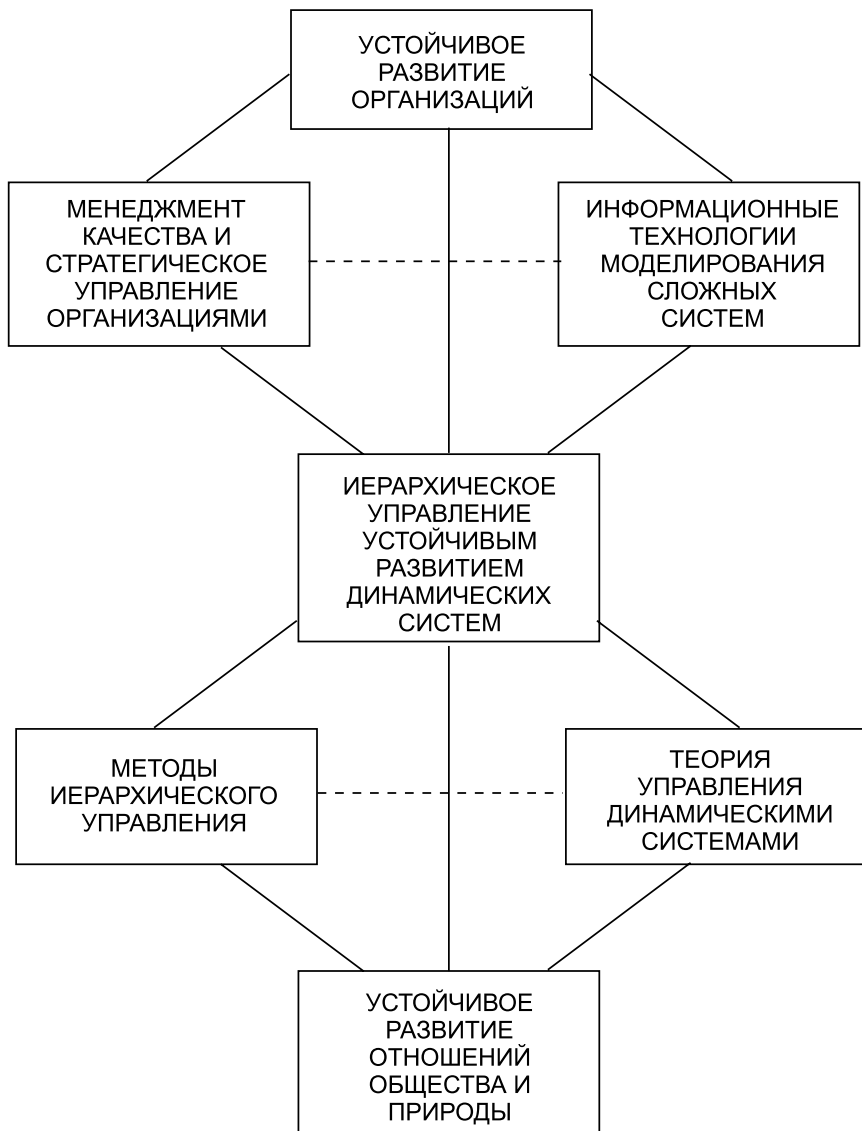 УСТОЙЧИВОЕ
РАЗВИТИЕ
ОРГАНИЗАЦИЙ
МЕНЕДЖМЕНТ
КАЧЕСТВА И
СТРАТЕГИЧЕСКОЕ
УПРАВЛЕНИЕ
ОРГАНИЗАЦИЯМИ
ИНФОРМАЦИОННЫЕ
ТЕХНОЛОГИИ
МОДЕЛИРОВАНИЯ
СЛОЖНЫХ
СИСТЕМ
ИЕРАРХИЧЕСКОЕ
УПРАВЛЕНИЕ
УСТОЙЧИВЫМ
РАЗВИТИЕМ
ДИНАМИЧЕСКИХ
СИСТЕМ
МЕТОДЫ
ИЕРАРХИЧЕСКОГО
УПРАВЛЕНИЯ
ТЕОРИЯ
УПРАВЛЕНИЯ
ДИНАМИЧЕСКИМИ
СИСТЕМАМИ
УСТОЙЧИВОЕ
РАЗВИТИЕ
ОТНОШЕНИЙ
ОБЩЕСТВА И
ПРИРОДЫ